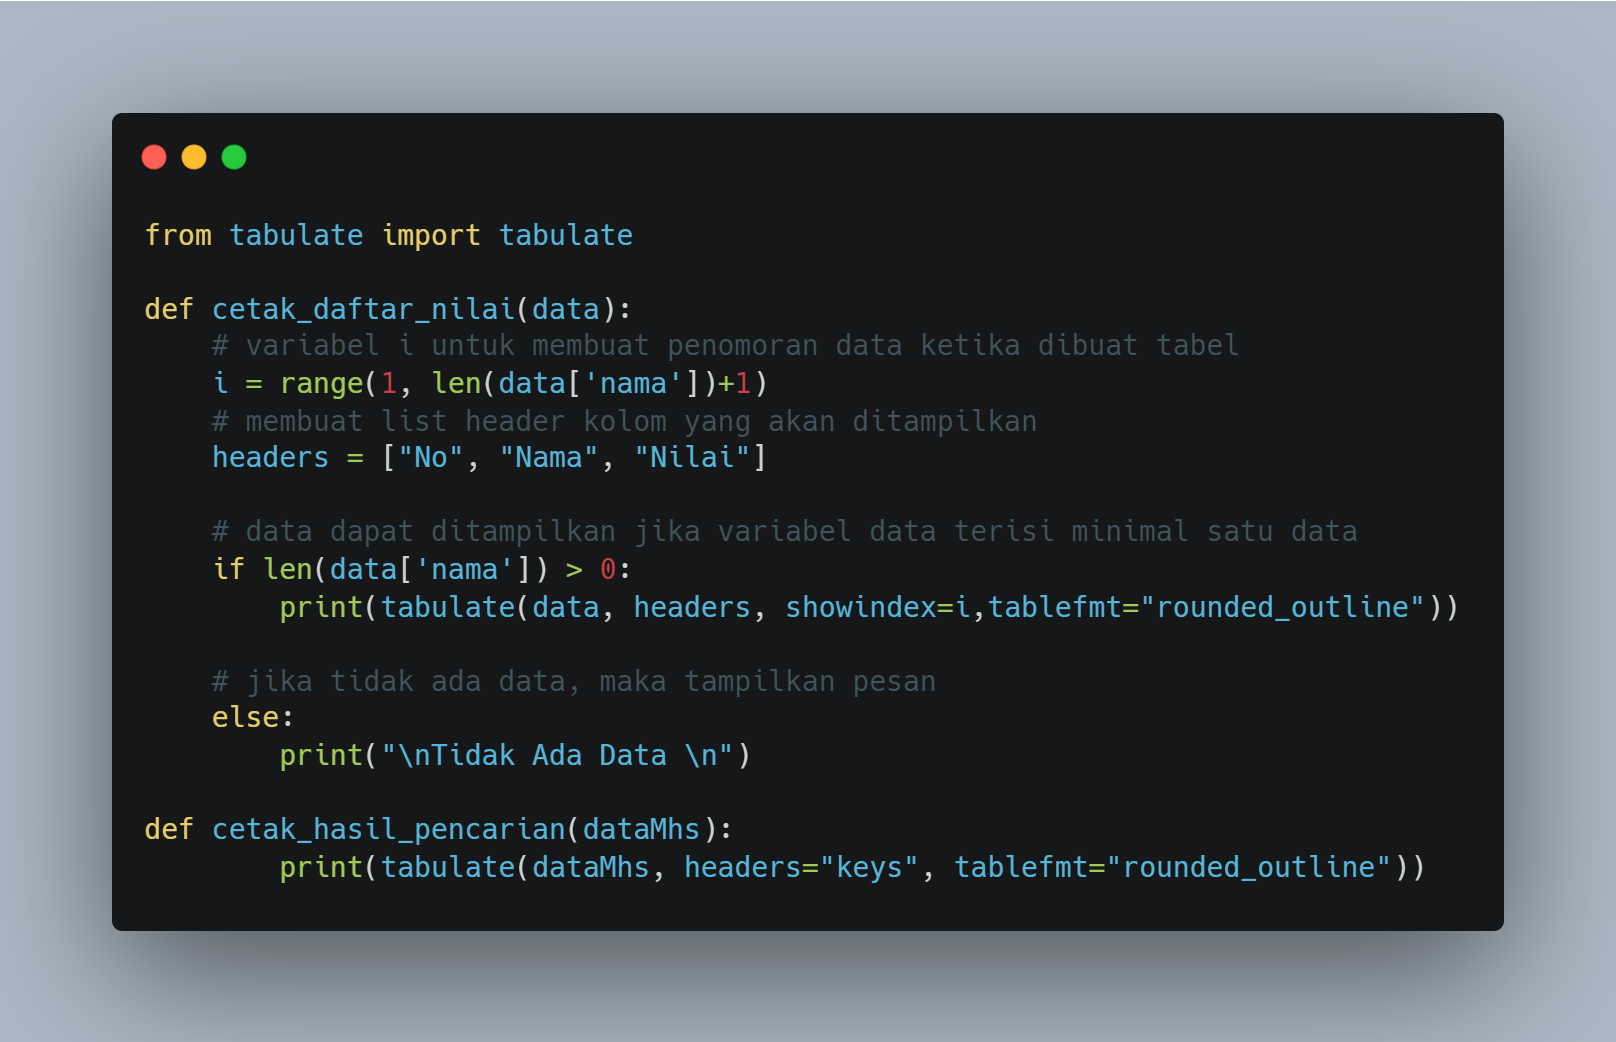 from tabulate import tabulate
def cetak_daftar_nilai(data):
    # variabel i untuk membuat penomoran data ketika dibuat tabel
    i = range(1, len(data['nama'])+1)
    # membuat list header kolom yang akan ditampilkan
    headers = ["No", "Nama", "Nilai"]
    # data dapat ditampilkan jika variabel data terisi minimal satu data
    if len(data['nama']) > 0:
        print(tabulate(data, headers, showindex=i,tablefmt="rounded_outline"))
    # jika tidak ada data, maka tampilkan pesan
    else:
        print("\nTidak Ada Data \n")
def cetak_hasil_pencarian(dataMhs):
        print(tabulate(dataMhs, headers="keys", tablefmt="rounded_outline"))